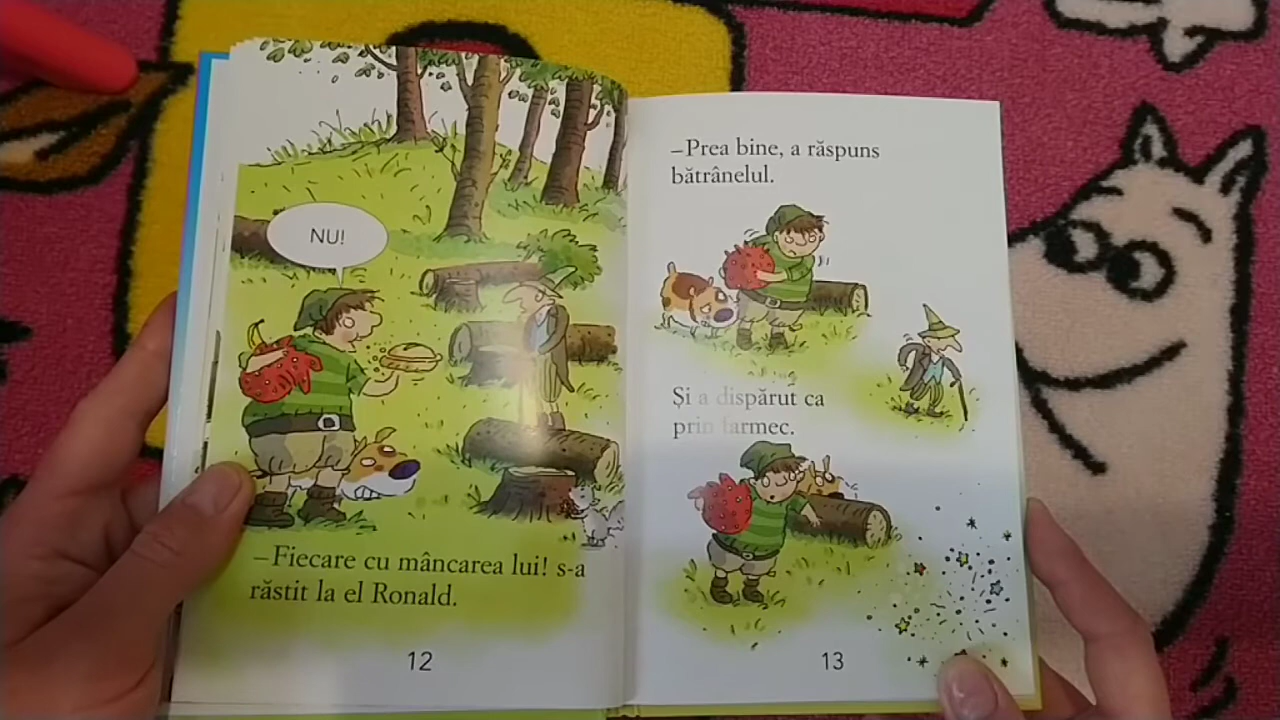 NU!
–Fiecare cu mâncarea lui! s-a
răstit la el Ronald.
12
–Prea bine, a răspuns
bătrânelul.
Și a dispărut ca
prin farmec.
13